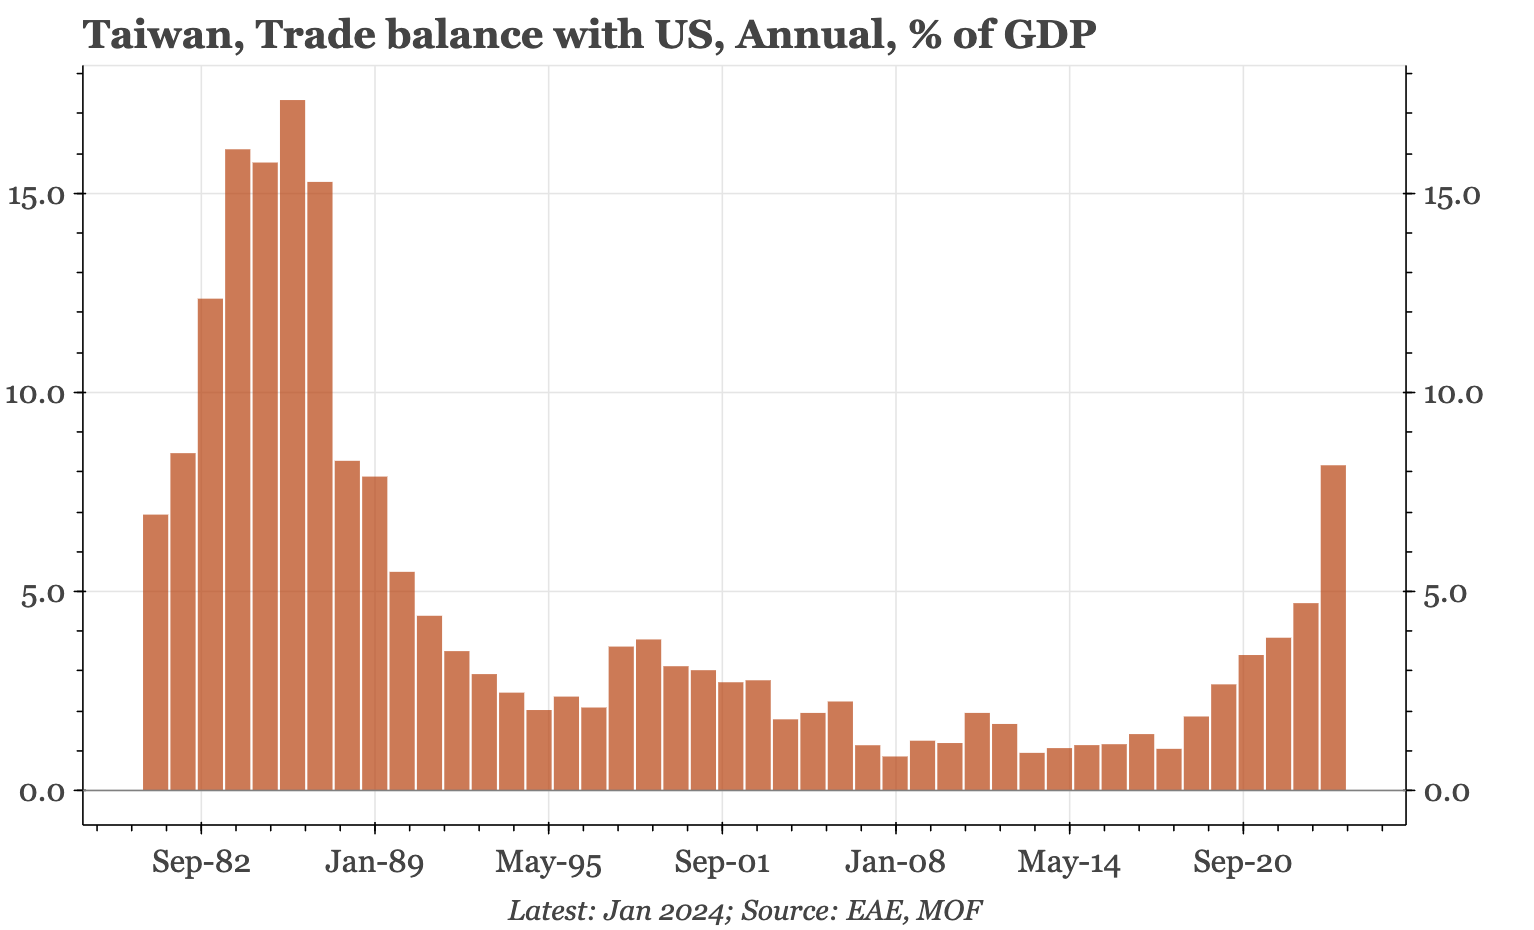 Taiwan, Trade balance with US, Annual, % of GDP
15.0 15.0
10.0 10.0
5.0 5.0
0.0 0.0
Sep-82 Jan-89 May-95 Sep-01 Jan-08 May-14 Sep-20
Latest: Jan 2024; Source: EAE, MOF